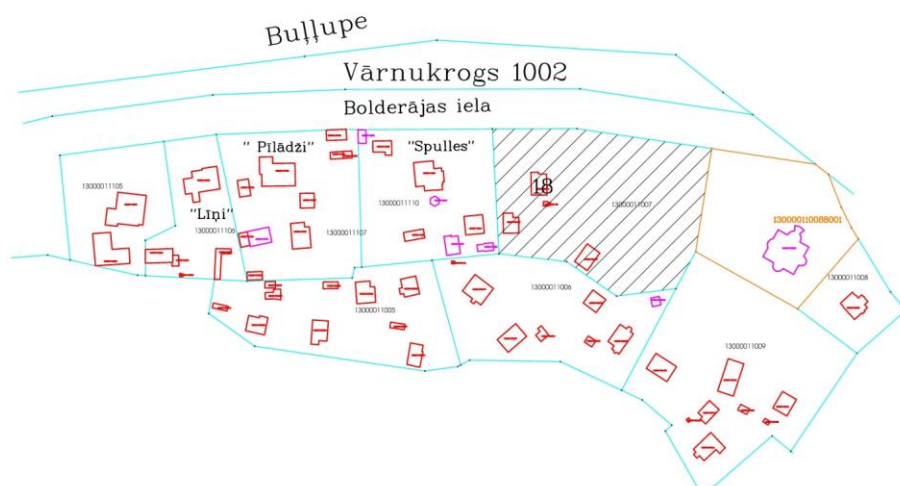 Buļļupe
Vārnukrogs 1002
Bolderājas iela
" Pīlādži"
"Spulles"
18
13000011105
"Līņi"
13000011110
13000011007
13000011106
13000011107
130000110088001
13000011008
13000011006
13000011005
13000011009